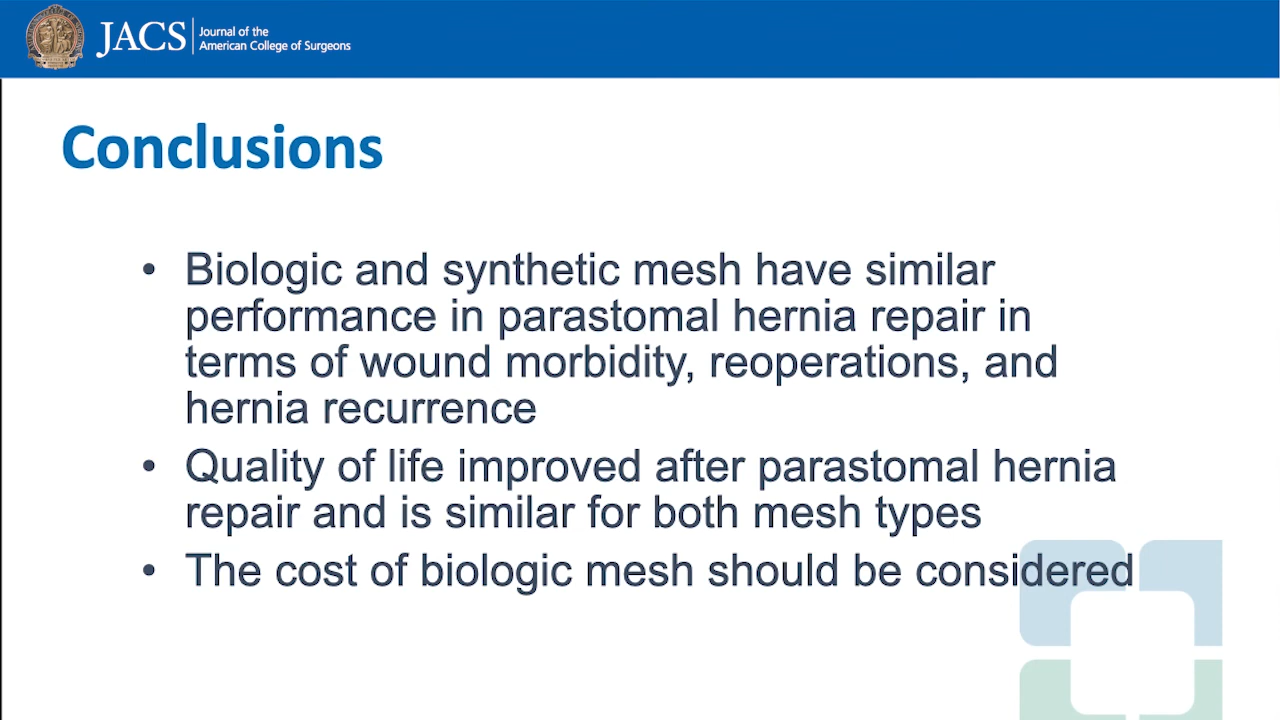 JACS
Journal of the
American College of Surgeons
Conclusions
• Biologic and synthetic mesh have similar
performance in parastomal hernia repair in
terms of wound morbidity, reoperations, and
hernia recurrence
• Quality of life improved after parastomal hernia
repair and is similar for both mesh types
• The cost of biologic mesh should be considered